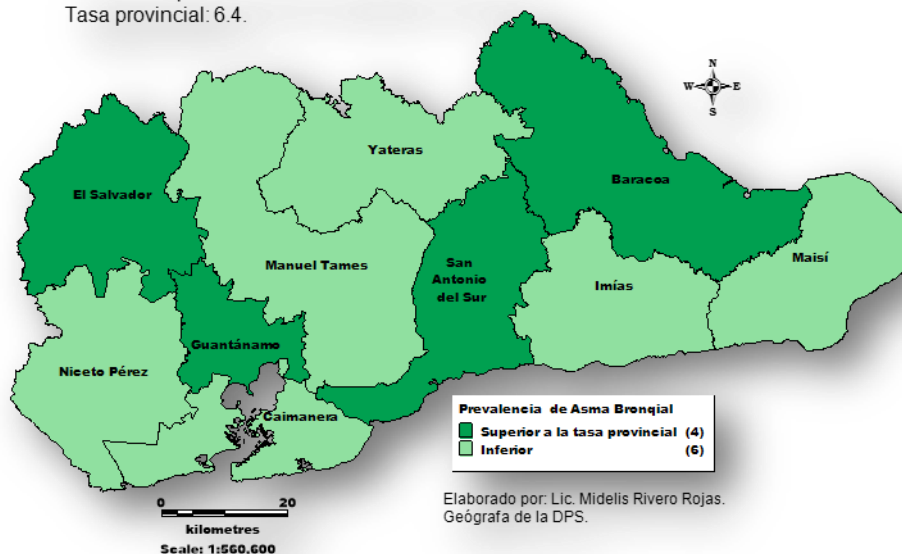 Tasa provincial: 6.4.
N
W E
S
Yateras
El Salvador
Baracoa
Maisí
Manuel Tames
San
Antonio
del Sur
Imías
Guantánamo
Niceto Pérez
Caimanera
Prevalencia de Asma Bronqial
Superior a la tasa provincial (4)
Inferior (6)
0 20
kilometres
Scale: 1:560.600
Elaborado por: Lic. Midelis Rivero Rojas.
Geógrafa de la DPS.